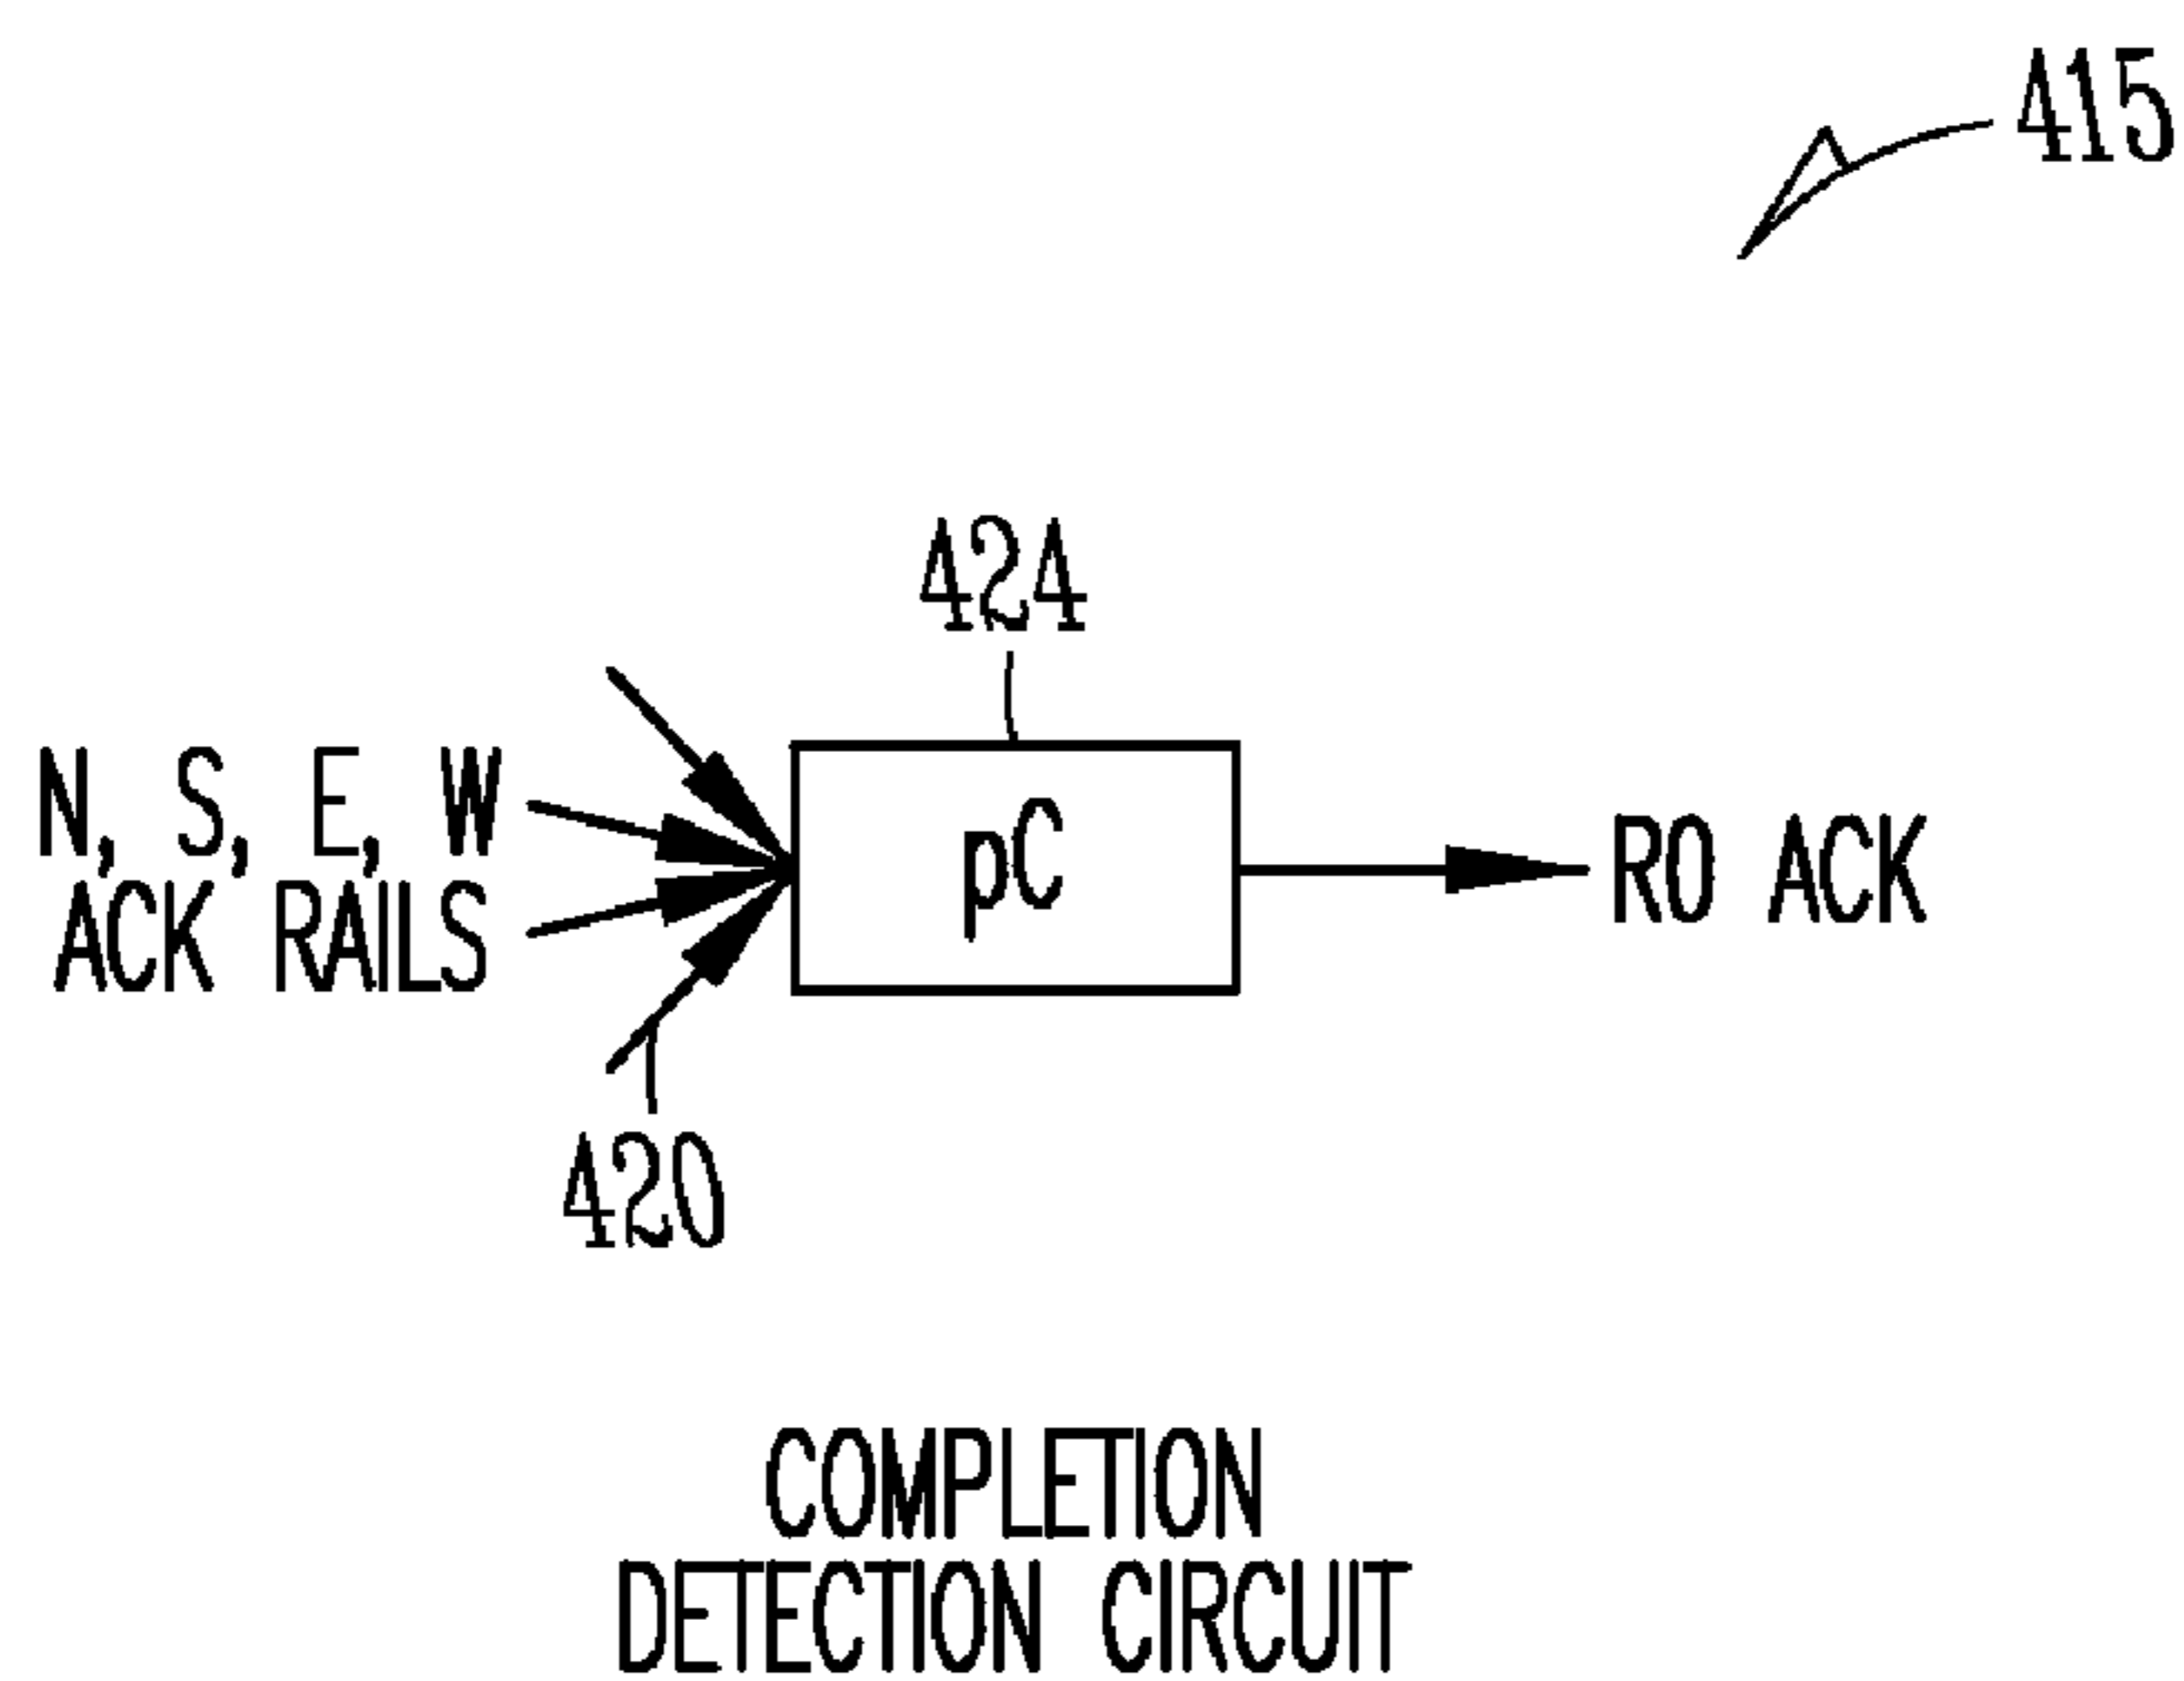 415
424
N, S, E, W
ACK RAILS
pC
RO ACK
420
COMPLETION
DETECTION CIRCUIT